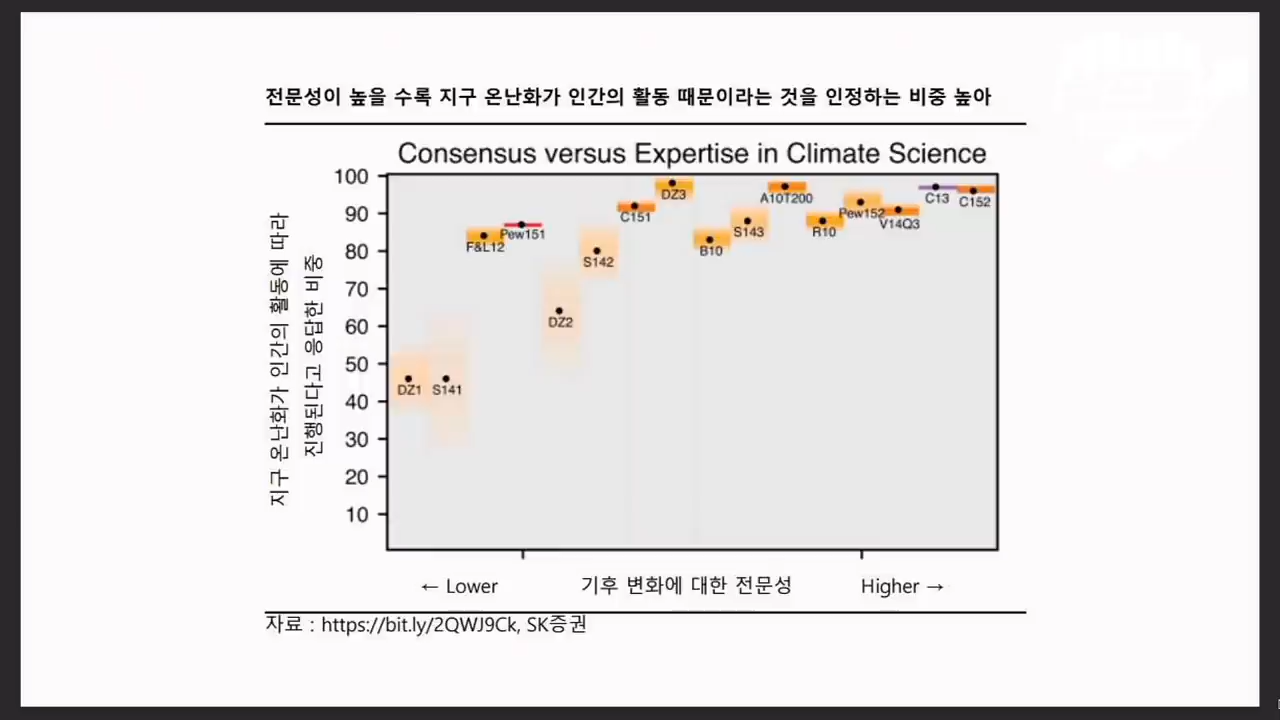 전문성이 높을 수록 지구 온난화가 인간의 활동 때문이라는 것을 인정하는 비중 높아
Consensus versus Expertise in Climate Science
지구 온난화가 인간의 활동에 따라
진행된다고 응답한 비중
100
90
80
70
60
50
40
30
20
10
DZ1
S141
F&L12
Pew151
DZ2
S142
C151
DZ3
B10
S143
A10T200
R10
Pew152
V14Q3
C13
C152
← Lower
기후 변화에 대한 전문성
Higher →
자료 : https://bit.ly/2QWJ9Ck, SK증권